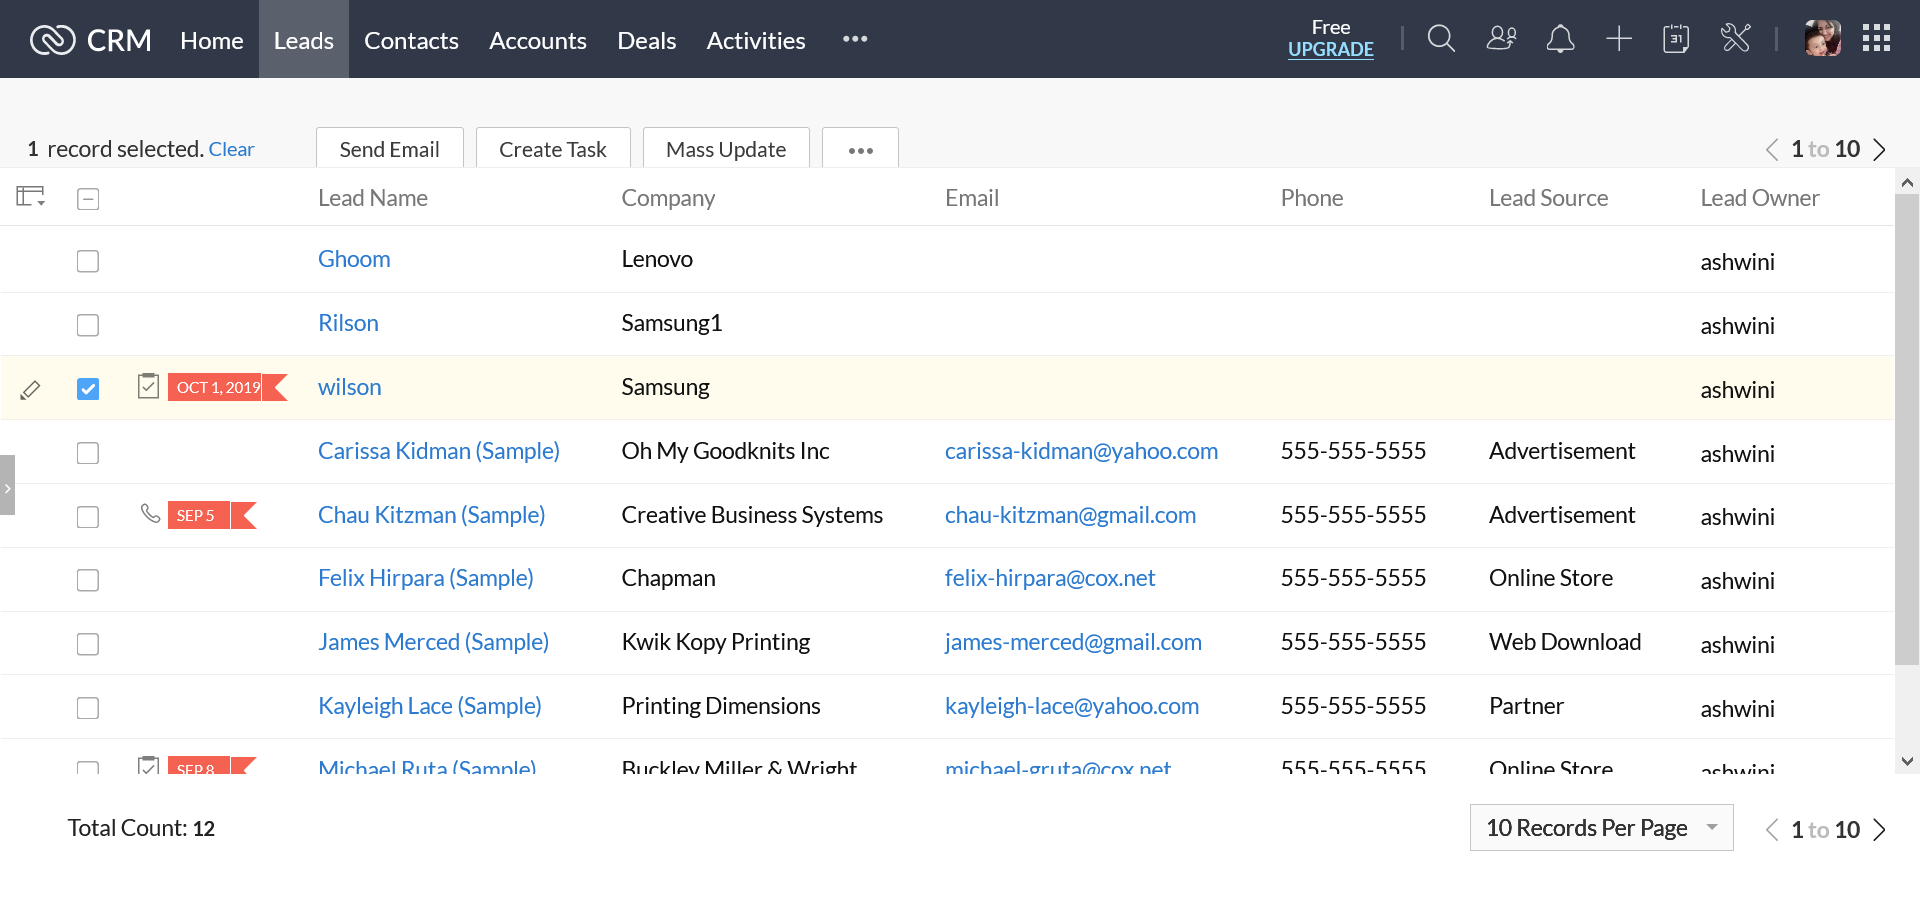 CRM Home Leads Contacts Accounts Deals Activities ••• Free
UPGRADE 31
1 record selected. Clear Send Email Create Task Mass Update ••• 1 to 10
Lead Name Company Email Phone Lead Source Lead Owner
Ghoom Lenovo ashwini
Rilson Samsung1 ashwini
OCT 1, 2019 wilson Samsung ashwini
Carissa Kidman (Sample) Oh My Goodknits Inc carissa-kidman@yahoo.com 555-555-5555 Advertisement ashwini
SEP 5 Chau Kitzman (Sample) Creative Business Systems chau-kitzman@gmail.com 555-555-5555 Advertisement ashwini
Felix Hirpara (Sample) Chapman felix-hirpara@cox.net 555-555-5555 Online Store ashwini
James Merced (Sample) Kwik Kopy Printing james-merced@gmail.com 555-555-5555 Web Download ashwini
Kayleigh Lace (Sample) Printing Dimensions kayleigh-lace@yahoo.com 555-555-5555 Partner ashwini
SEP 8 Michael Ruta (Sample) Buckley Miller & Wright michael-gruta@cox.net 555-555-5555 Online Store ashwini
Total Count: 12 10 Records Per Page 1 to 10